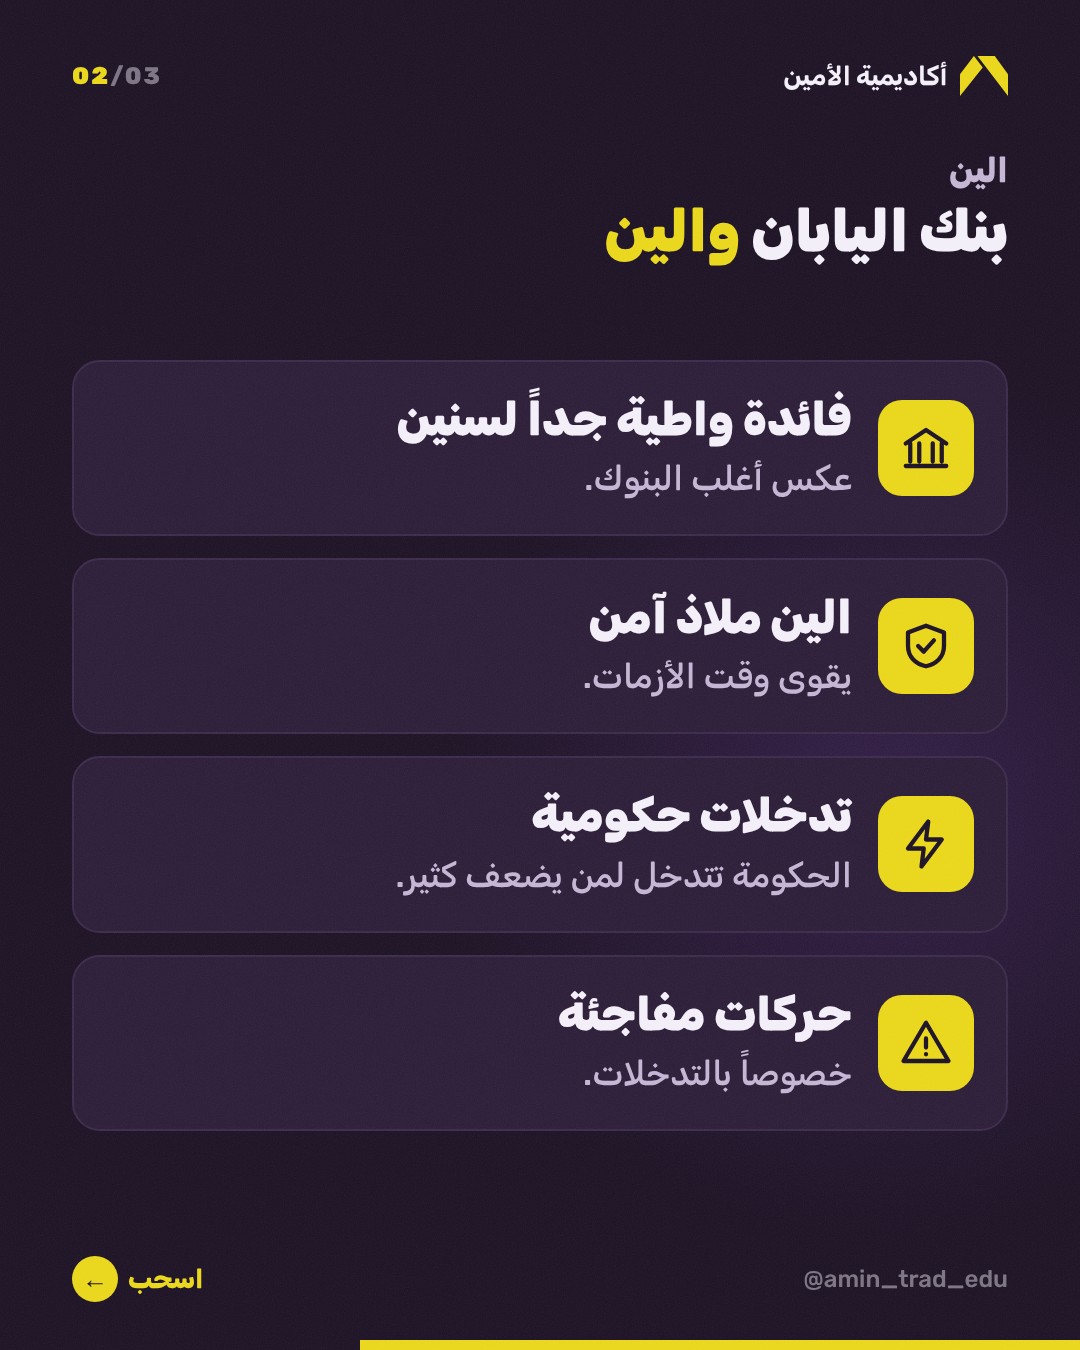 أكاديمية الأمين
02/03
الين
بنك اليابان والين
فائدة واطية جداً لسنين
عكس أغلب البنوك.
الين ملاذ آمن
يقوى وقت الأزمات.
تدخلات حكومية
الحكومة تتدخل لمن يضعف كثير.
حركات مفاجئة
خصوصاً بالتدخلات.
@amin_trad_edu
اسحب ←